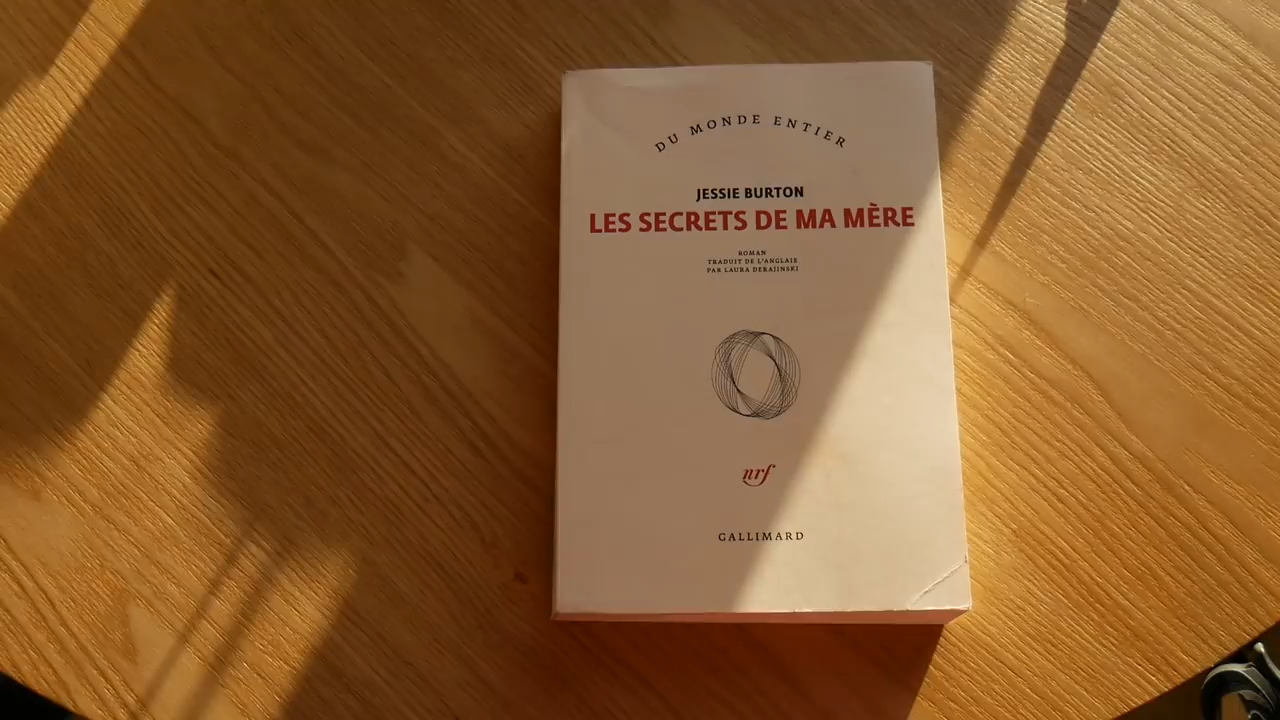 DU MONDE ENTIER
JESSIE BURTON
LES SECRETS DE MA MÈRE
ROMAN
TRADUIT DE L'ANGLAIS
PAR LAURA DERAJINSKI
nrf
GALLIMARD